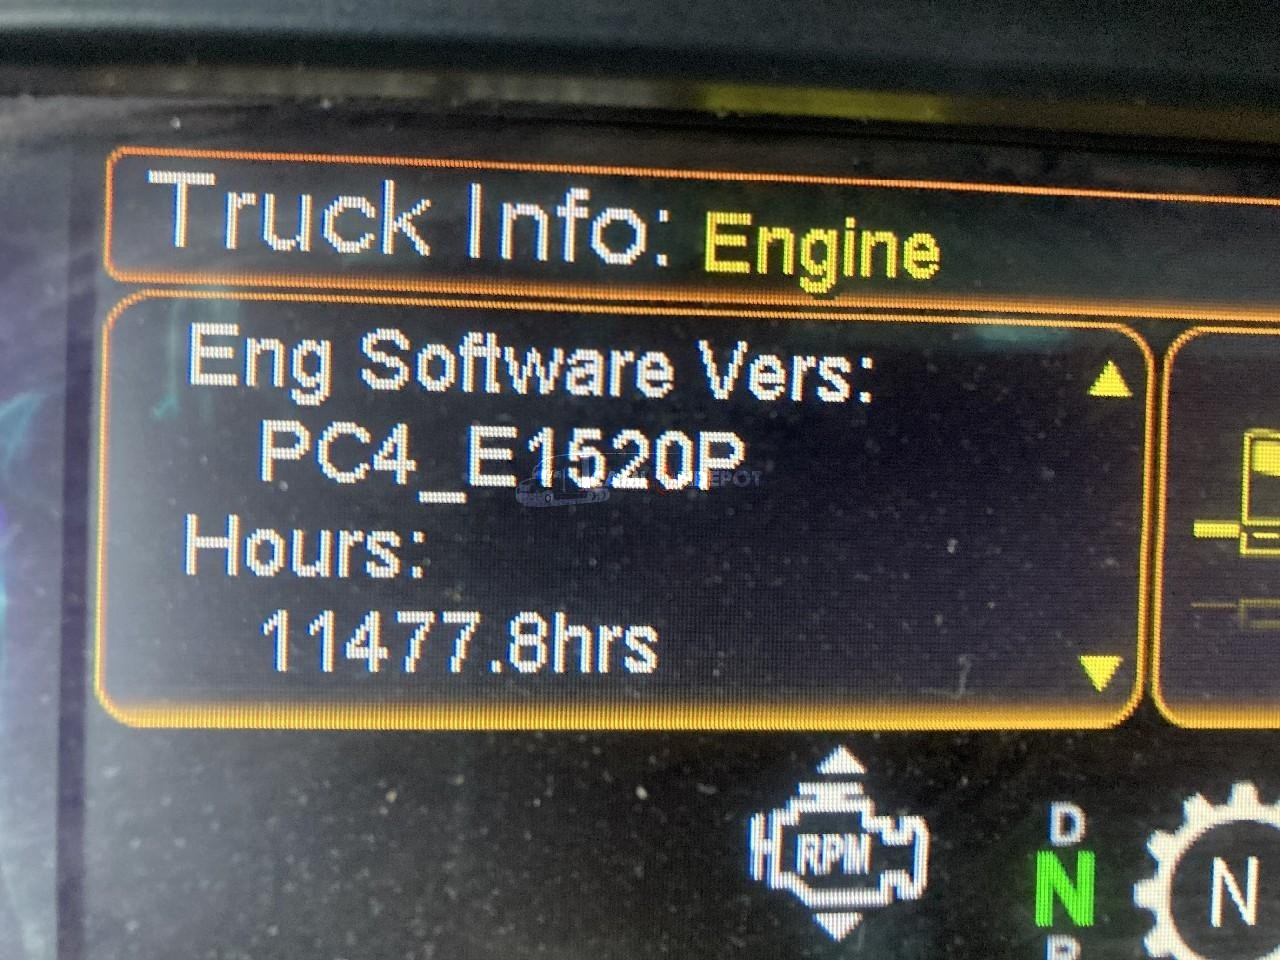 Truck Info: Engine
Eng Software Vers:
PC4_E1520P
Hours:
11477.8hrs
RPM
D
N
N